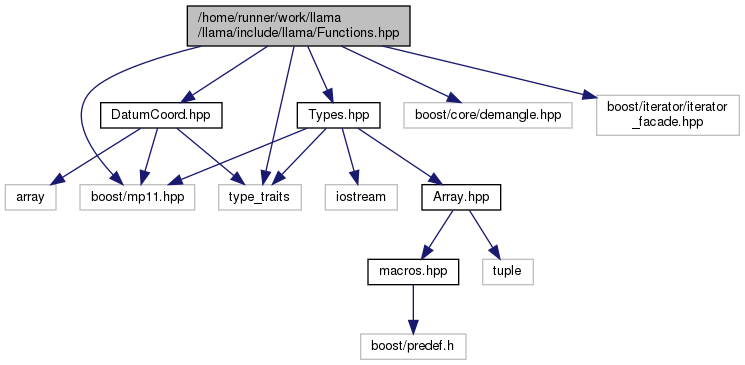 /home/runner/work/llama
/llama/include/llama/Functions.hpp
DatumCoord.hpp
Types.hpp
boost/core/demangle.hpp
boost/iterator/iterator
_facade.hpp
array
boost/mp11.hpp
type_traits
iostream
Array.hpp
macros.hpp
tuple
boost/predef.h